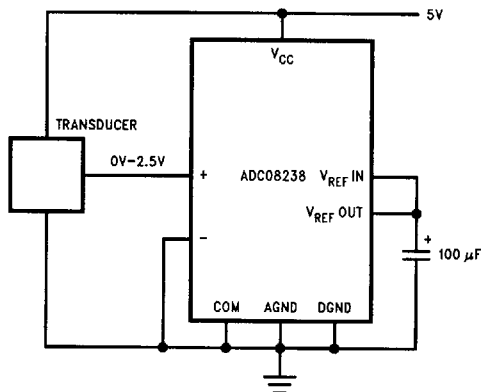 5V
VCC
TRANSDUCER
0V–2.5V
+
ADC08238
VREF IN
VREF OUT
−
+
100 µF
COM
AGND
DGND